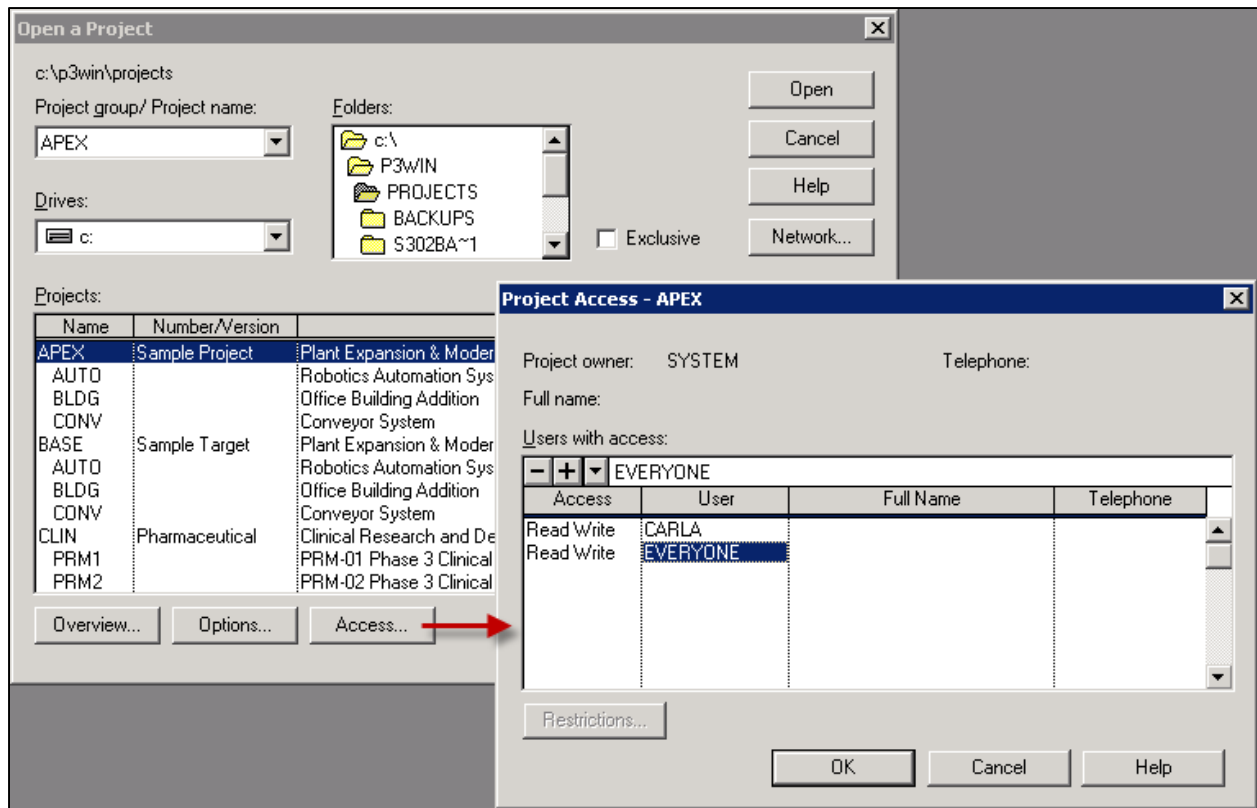 Open a Project
c:\p3win\projects
Project group/ Project name:
Folders:
Open
APEX
c:\
Cancel
P3WIN
PROJECTS
Help
Drives:
BACKUPS
c:
S302BA~1
Exclusive
Network...
Projects:
Name Number/Version
APEX Sample Project Plant Expansion & Moder
AUTO Robotics Automation Sys
BLDG Office Building Addition
CONV Conveyor System
BASE Sample Target Plant Expansion & Moder
AUTO Robotics Automation Sys
BLDG Office Building Addition
CONV Conveyor System
CLIN Pharmaceutical Clinical Research and De
PRM1 PRM-01 Phase 3 Clinical
PRM2 PRM-02 Phase 3 Clinical
Overview... Options... Access...
Project Access - APEX
Project owner: SYSTEM Telephone:
Full name:
Users with access:
EVERYONE
Access User Full Name Telephone
Read Write CARLA
Read Write EVERYONE
Restrictions...
OK Cancel Help